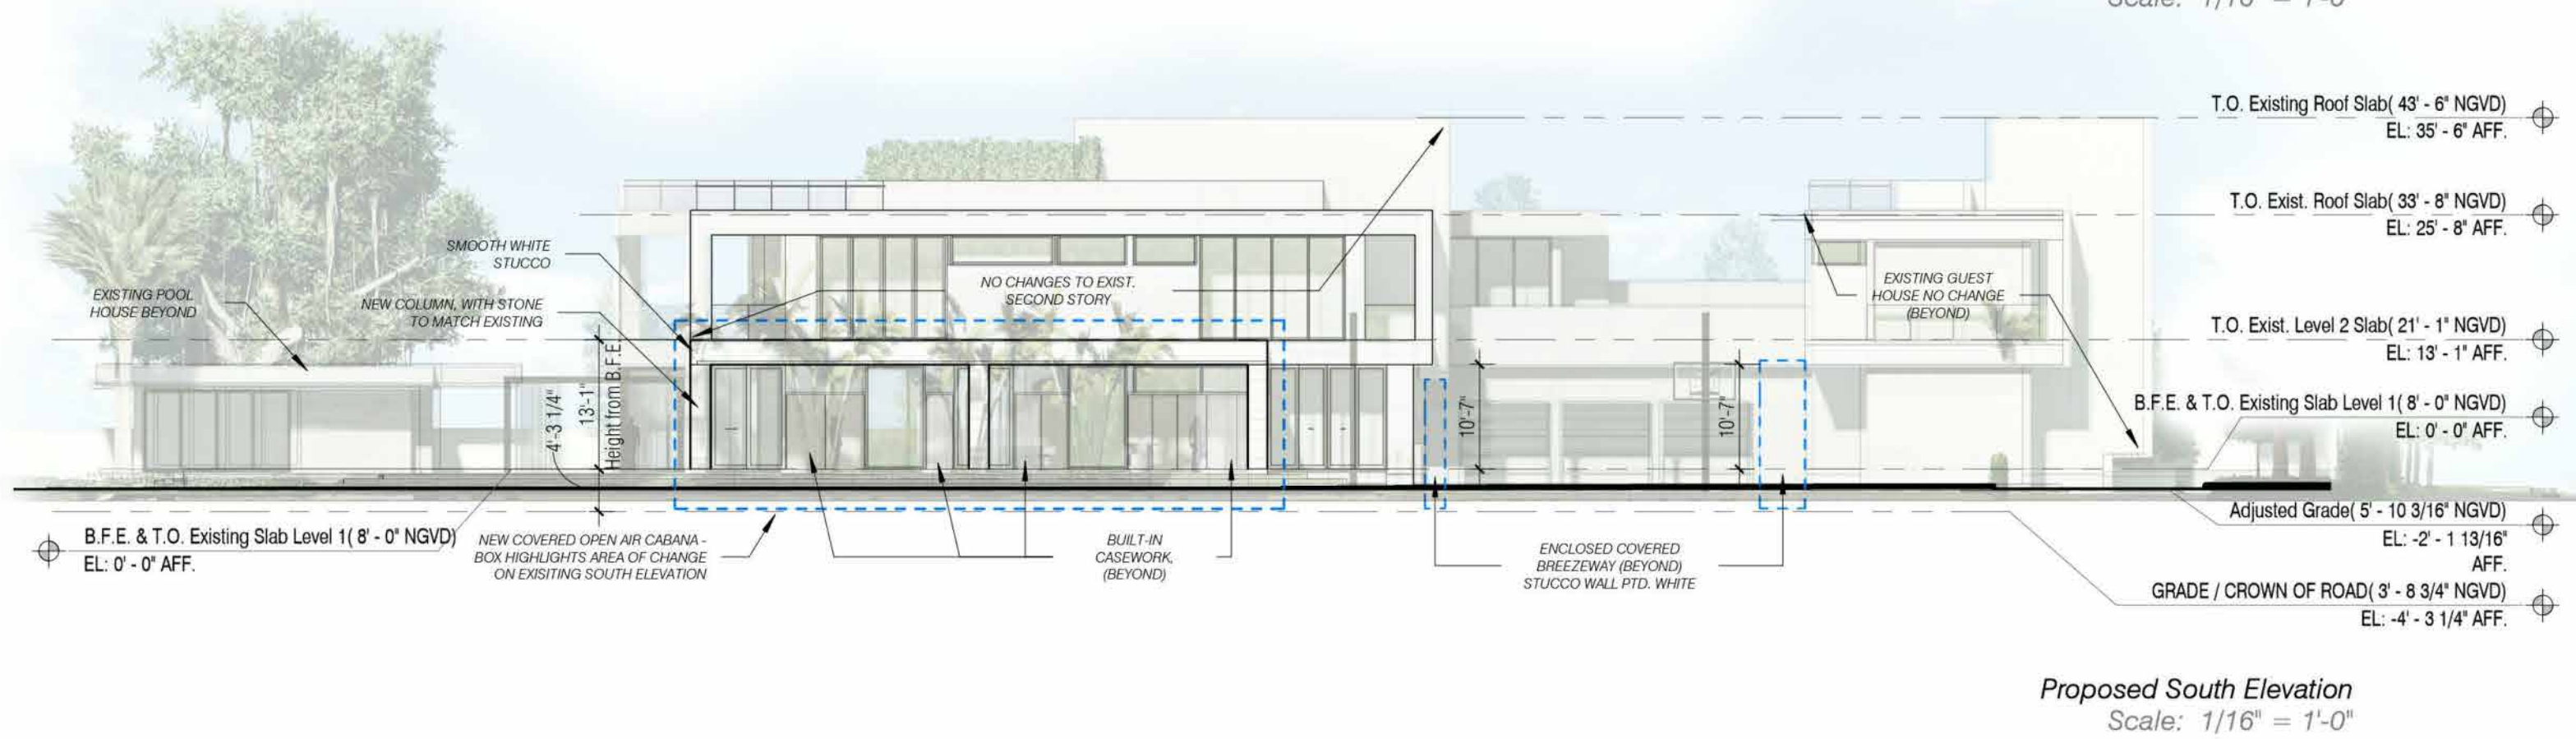 Scale: 1/16" = 1'-0"
T.O. Existing Roof Slab( 43' - 6" NGVD)
EL: 35' - 6" AFF.
T.O. Exist. Roof Slab( 33' - 8" NGVD)
EL: 25' - 8" AFF.
SMOOTH WHITE
STUCCO
EXISTING POOL
HOUSE BEYOND
NEW COLUMN, WITH STONE
TO MATCH EXISTING
NO CHANGES TO EXIST.
SECOND STORY
EXISTING GUEST
HOUSE NO CHANGE
(BEYOND)
T.O. Exist. Level 2 Slab( 21' - 1" NGVD)
EL: 13' - 1" AFF.
4'-3 1/4"
13'-1"
Height from B.F.E.
10'-7"
10'-7"
B.F.E. & T.O. Existing Slab Level 1( 8' - 0" NGVD)
EL: 0' - 0" AFF.
B.F.E. & T.O. Existing Slab Level 1( 8' - 0" NGVD)
EL: 0' - 0" AFF.
NEW COVERED OPEN AIR CABANA -
BOX HIGHLIGHTS AREA OF CHANGE
ON EXISITING SOUTH ELEVATION
BUILT-IN
CASEWORK,
(BEYOND)
ENCLOSED COVERED
BREEZEWAY (BEYOND)
STUCCO WALL PTD. WHITE
Adjusted Grade( 5' - 10 3/16" NGVD)
EL: -2' - 1 13/16"
AFF.
GRADE / CROWN OF ROAD( 3' - 8 3/4" NGVD)
EL: -4' - 3 1/4" AFF.
Proposed South Elevation
Scale: 1/16" = 1'-0"